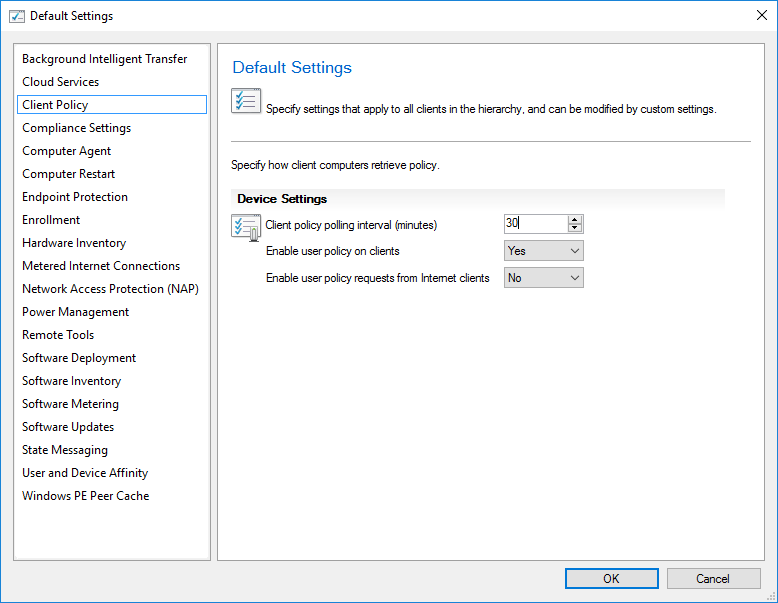 Default Settings
Background Intelligent Transfer
Cloud Services
Client Policy
Compliance Settings
Computer Agent
Computer Restart
Endpoint Protection
Enrollment
Hardware Inventory
Metered Internet Connections
Network Access Protection (NAP)
Power Management
Remote Tools
Software Deployment
Software Inventory
Software Metering
Software Updates
State Messaging
User and Device Affinity
Windows PE Peer Cache
Default Settings
Specify settings that apply to all clients in the hierarchy, and can be modified by custom settings.
Specify how client computers retrieve policy.
Device Settings
Client policy polling interval (minutes) 30
Enable user policy on clients Yes
Enable user policy requests from Internet clients No
OK Cancel